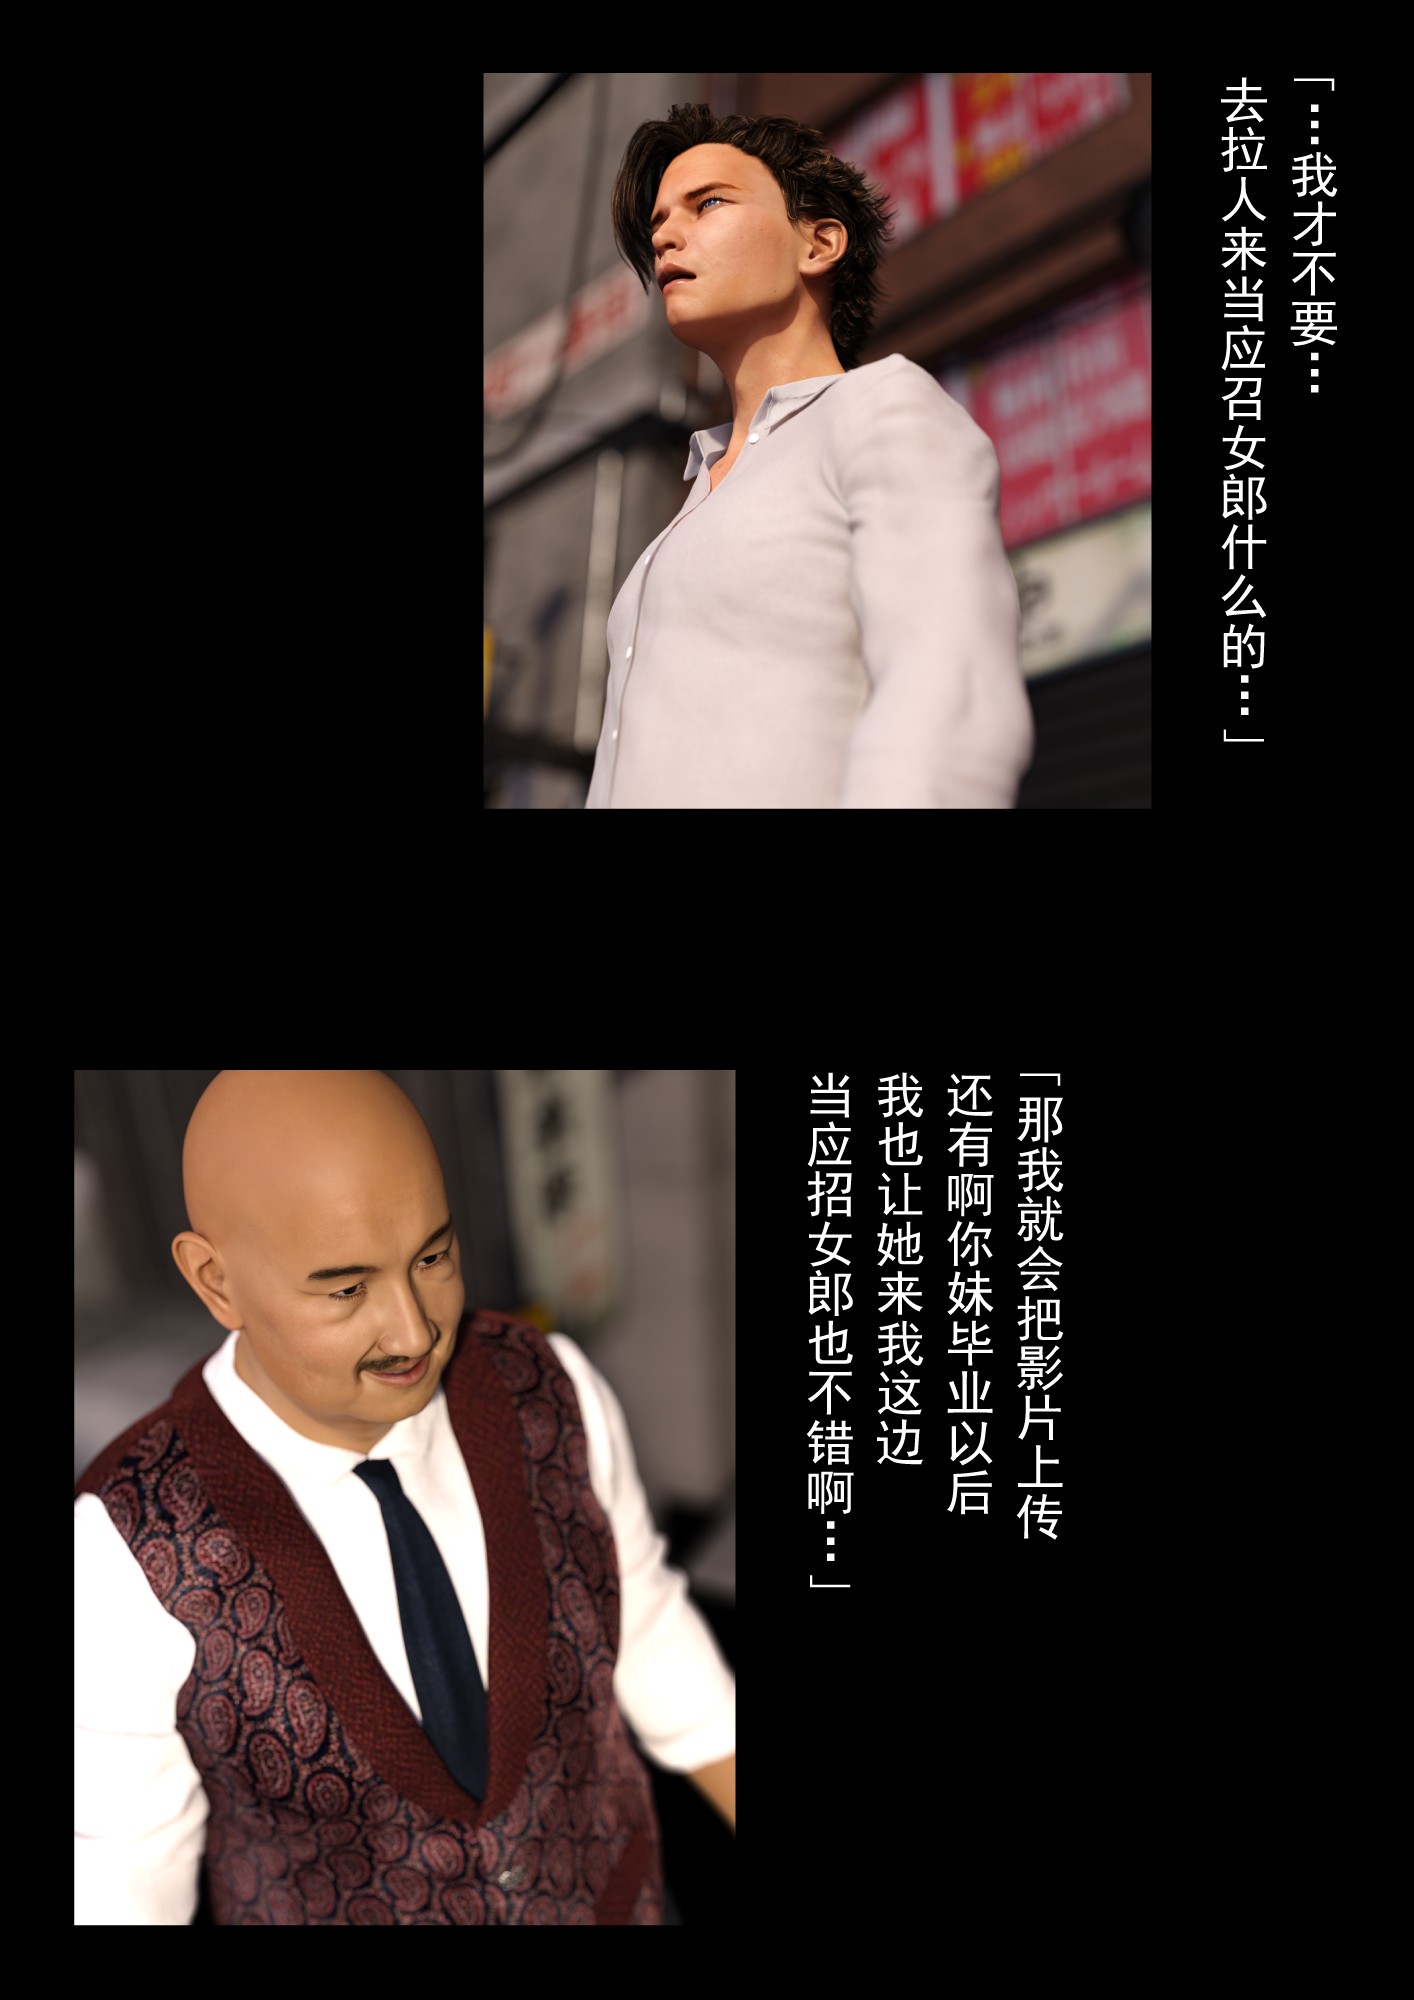 「…我才不要…
去拉人来当应召女郎什么的…」
「那我就会把影片上传
还有啊你妹毕业以后
我也让她来我这边
当应招女郎也不错啊…」